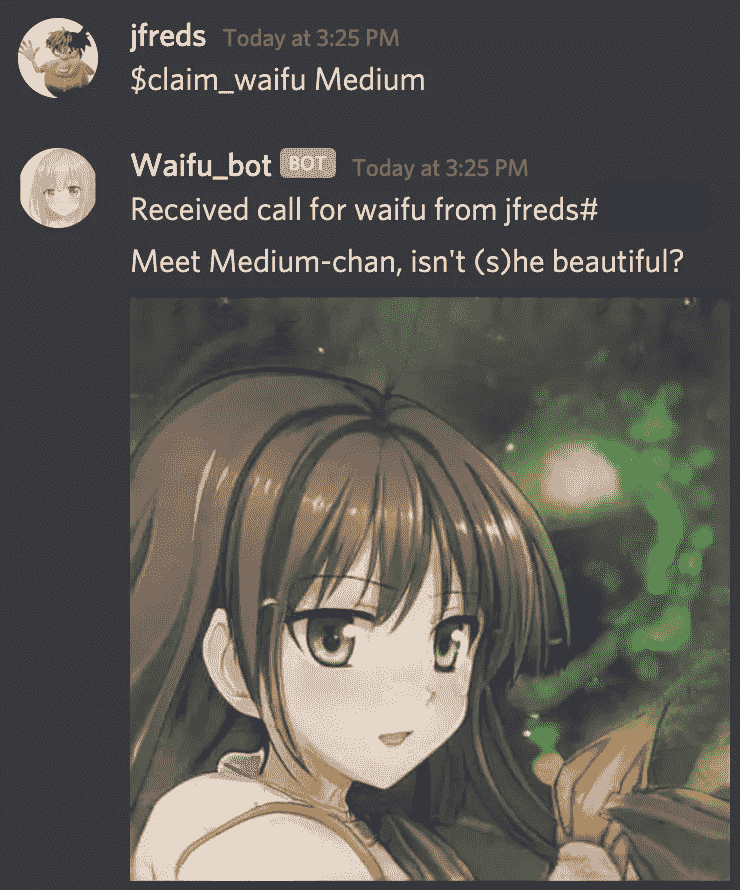 jfreds Today at 3:25 PM
$claim_waifu Medium
Waifu_bot BOT Today at 3:25 PM
Received call for waifu from jfreds#
Meet Medium-chan, isn't (s)he beautiful?